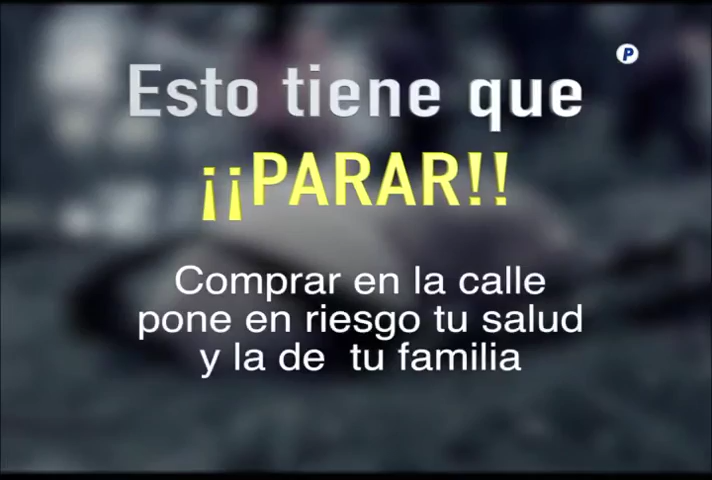 P
Esto tiene que
¡¡PARAR!!
Comprar en la calle
pone en riesgo tu salud
y la de tu familia